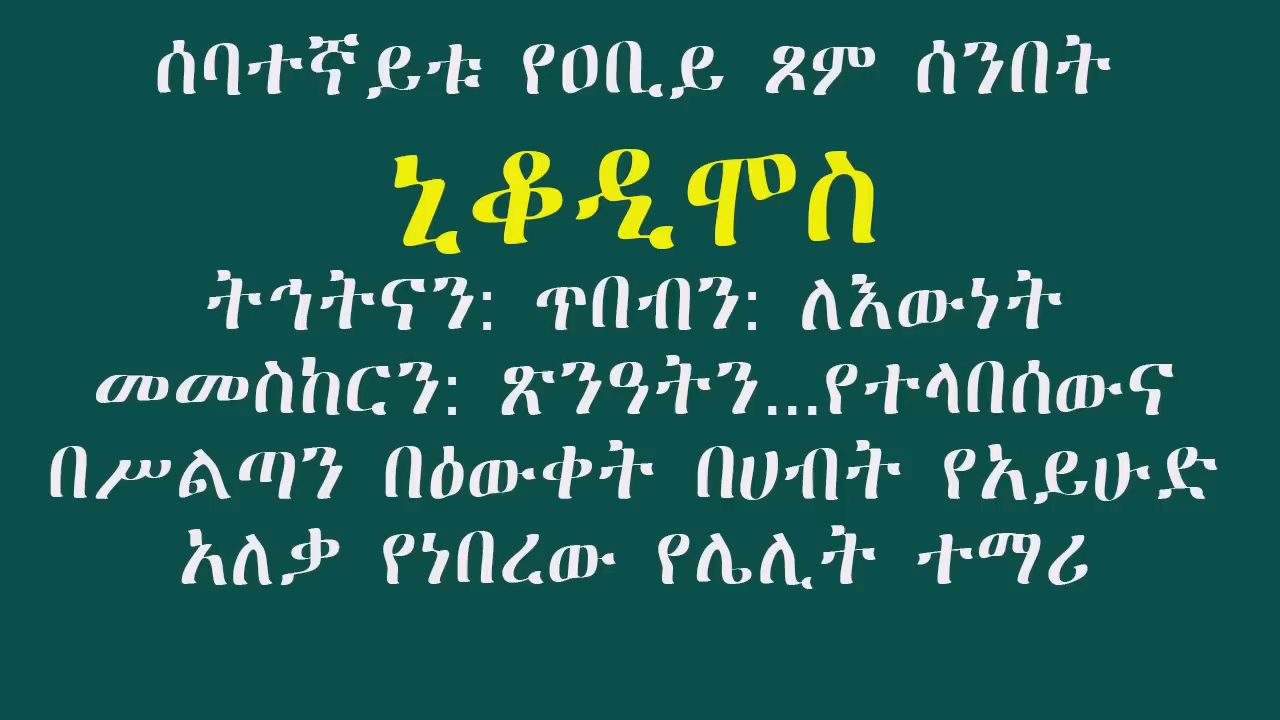 ሰባተኛይቱ የዐቢይ ጾም ሰንበት
ኒቆዲሞስ
ትኅትናን: ጥበብን: ለእውነት
መመስከርን: ጽንዓትን...የተላበሰውና
በሥልጣን በዕውቀት በሀብት የአይሁድ
አለቃ የነበረው የሌሊት ተማሪ